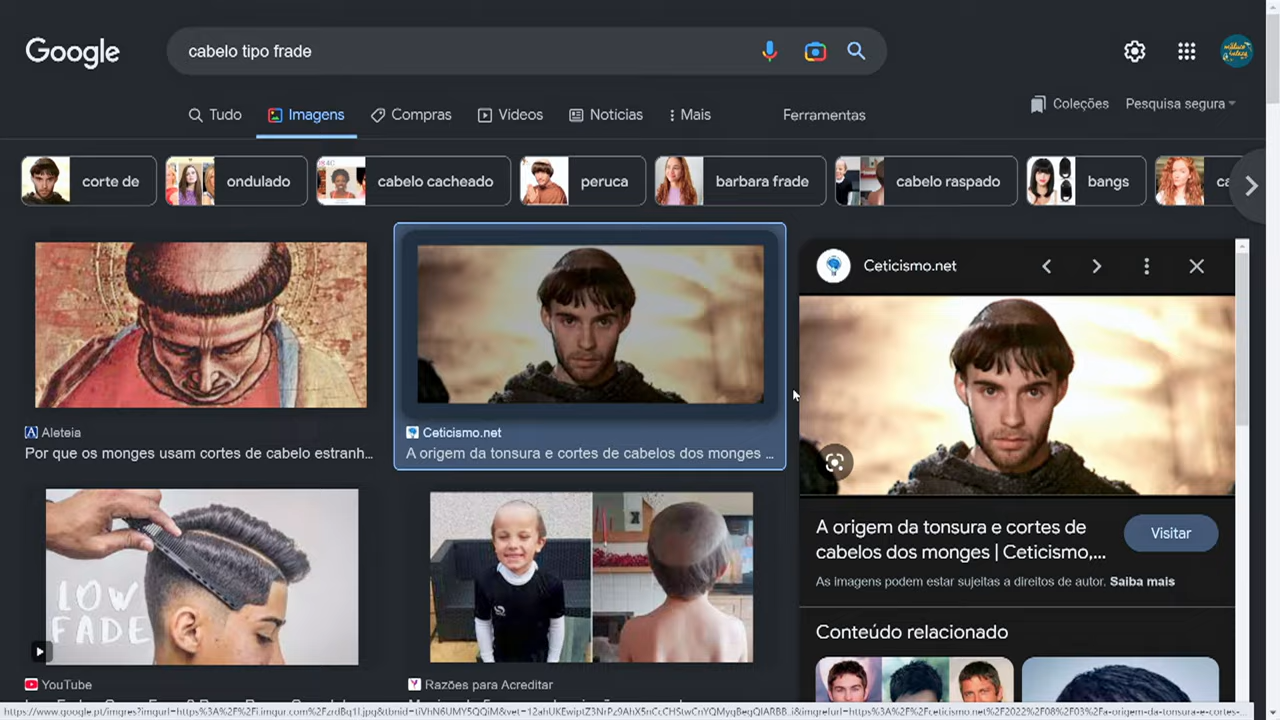 Google
cabelo tipo frade
Tudo
Imagens
Compras
Vídeos
Notícias
Mais
Ferramentas
Coleções
Pesquisa segura
corte de
ondulado
cabelo cacheado
peruca
barbara frade
cabelo raspado
bangs
Aleteia
Por que os monges usam cortes de cabelo estranh...
Ceticismo.net
A origem da tonsura e cortes de cabelos dos monges ...
Ceticismo.net
A origem da tonsura e cortes de
cabelos dos monges | Ceticismo,...
Visitar
As imagens podem estar sujeitas a direitos de autor. Saiba mais
Conteúdo relacionado
LOW
FADE
YouTube
Razões para Acreditar